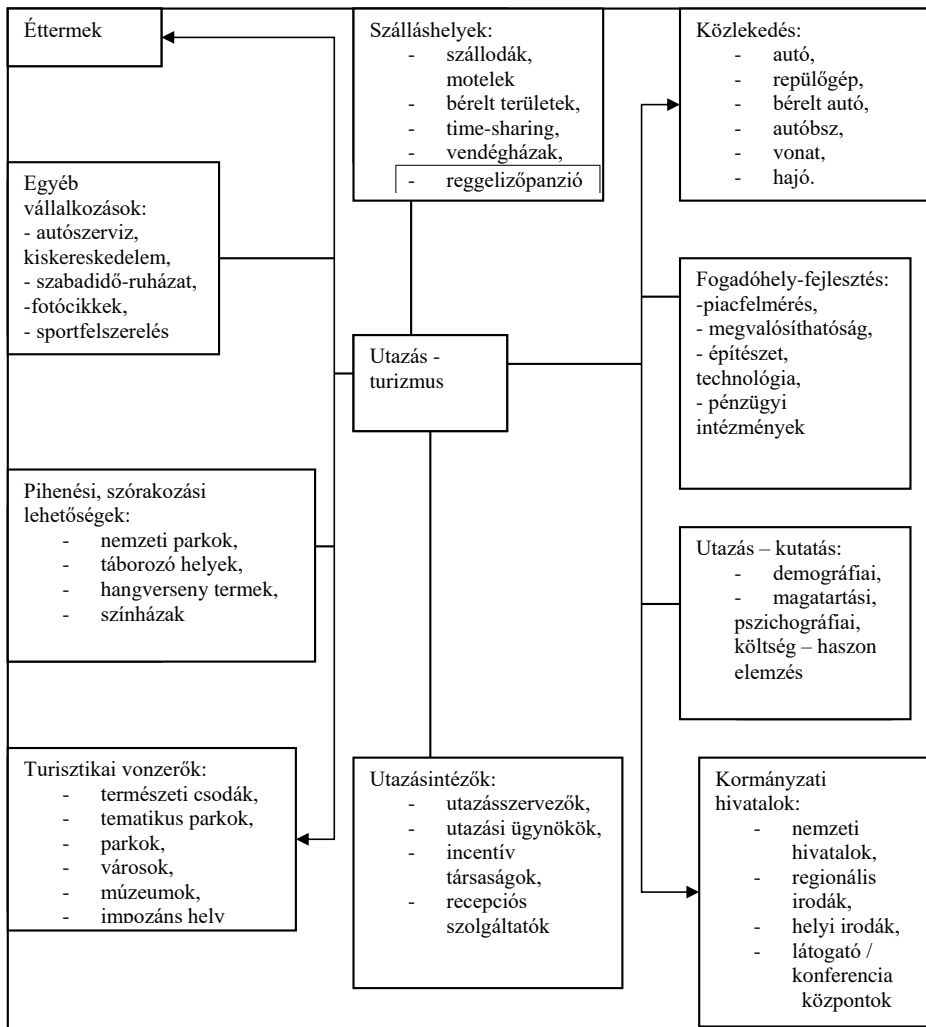 Éttermek
Szálláshelyek:
- szállodák,
motelek
- bérelt területek,
- time-sharing,
- vendégházak,
- reggelizőpanzió
Közlekedés:
- autó,
- repülőgép,
- bérelt autó,
- autóbsz,
- vonat,
- hajó.
Egyéb
vállalkozások:
- autószerviz,
kiskereskedelem,
- szabadidő-ruházat,
-fotócikkek,
- sportfelszerelés
Utazás -
turizmus
Fogadóhely-fejlesztés:
-piacfelmérés,
- megvalósíthatóság,
- építészet,
technológia,
- pénzügyi
intézmények
Pihenési, szórakozási
lehetőségek:
- nemzeti parkok,
- táborozó helyek,
- hangverseny termek,
- színházak
Utazás – kutatás:
- demográfiai,
- magatartási,
pszichográfiai,
költség – haszon
elemzés
Turisztikai vonzerők:
- természeti csodák,
- tematikus parkok,
- parkok,
- városok,
- múzeumok,
- impozáns hely
Utazásintézők:
- utazásszervezők,
- utazási ügynökök,
- incentív
társaságok,
- recepciós
szolgáltatók
Kormányzati
hivatalok:
- nemzeti
hivatalok,
- regionális
irodák,
- helyi irodák,
- látogató /
konferencia
központok